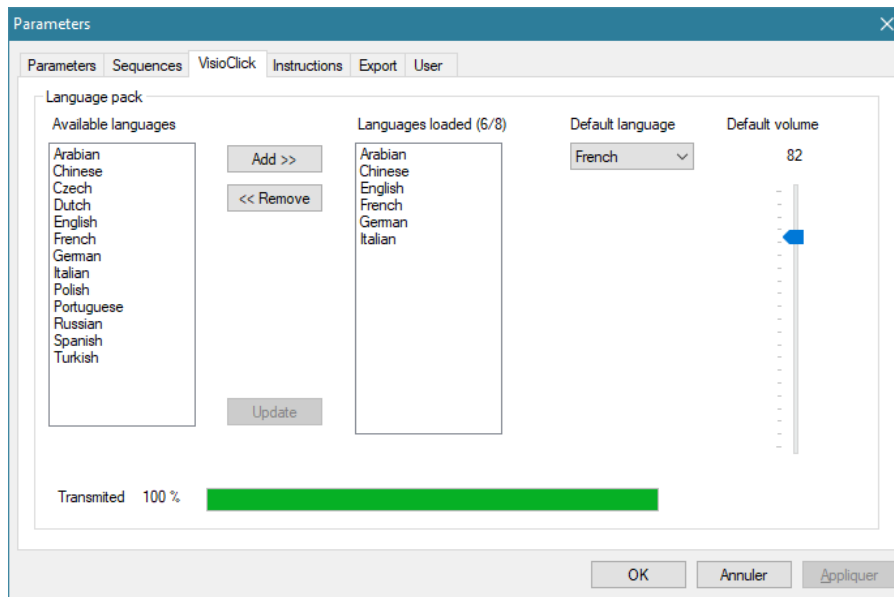 Parameters
Parameters Sequences VisioClick Instructions Export User
Language pack
Available languages
Arabian
Chinese
Czech
Dutch
English
French
German
Italian
Polish
Portuguese
Russian
Spanish
Turkish
Add >>
<< Remove
Update
Languages loaded (6/8)
Arabian
Chinese
English
French
German
Italian
Default language
French
Default volume
82
Transmited 100 %
OK Annuler Appliquer